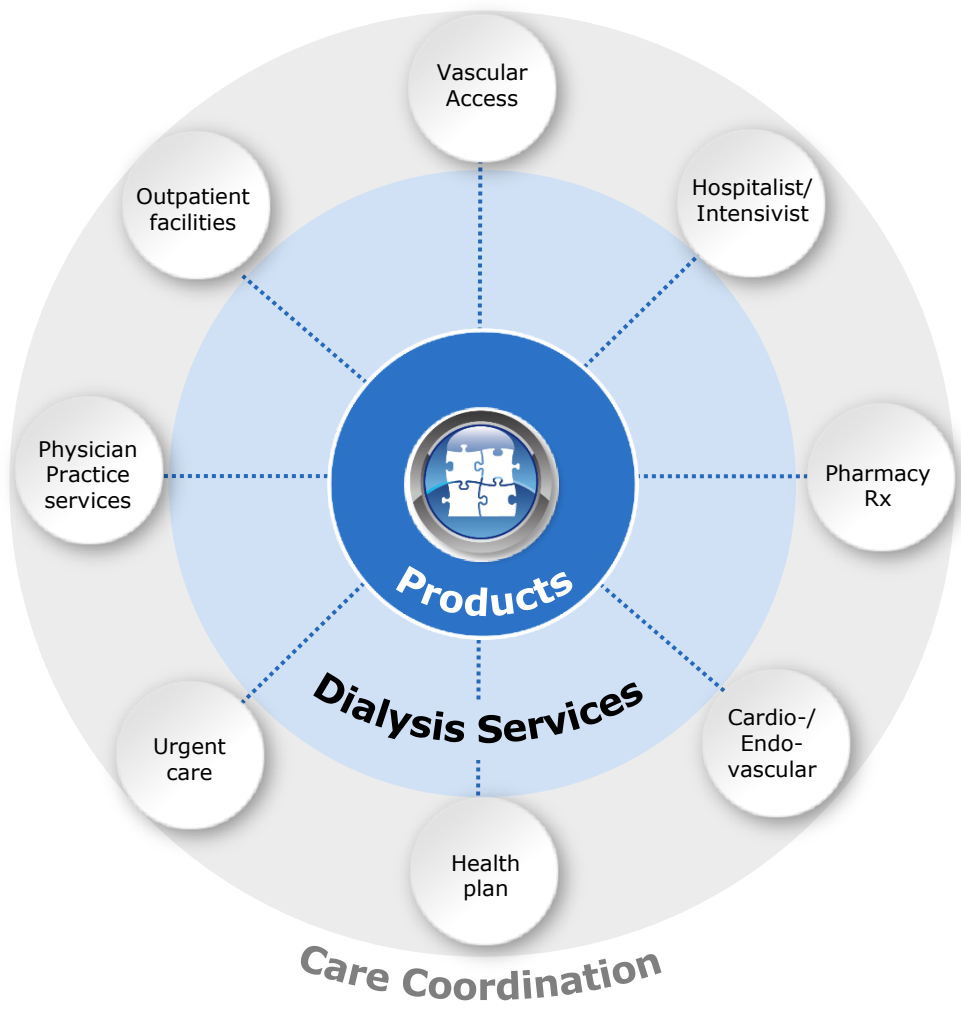 Vascular
Access
Outpatient
facilities
Hospitalist/
Intensivist
Physician
Practice
services
Pharmacy
Rx
Products
Dialysis Services
Urgent
care
Cardio-/
Endo-
vascular
Health
plan
Care Coordination